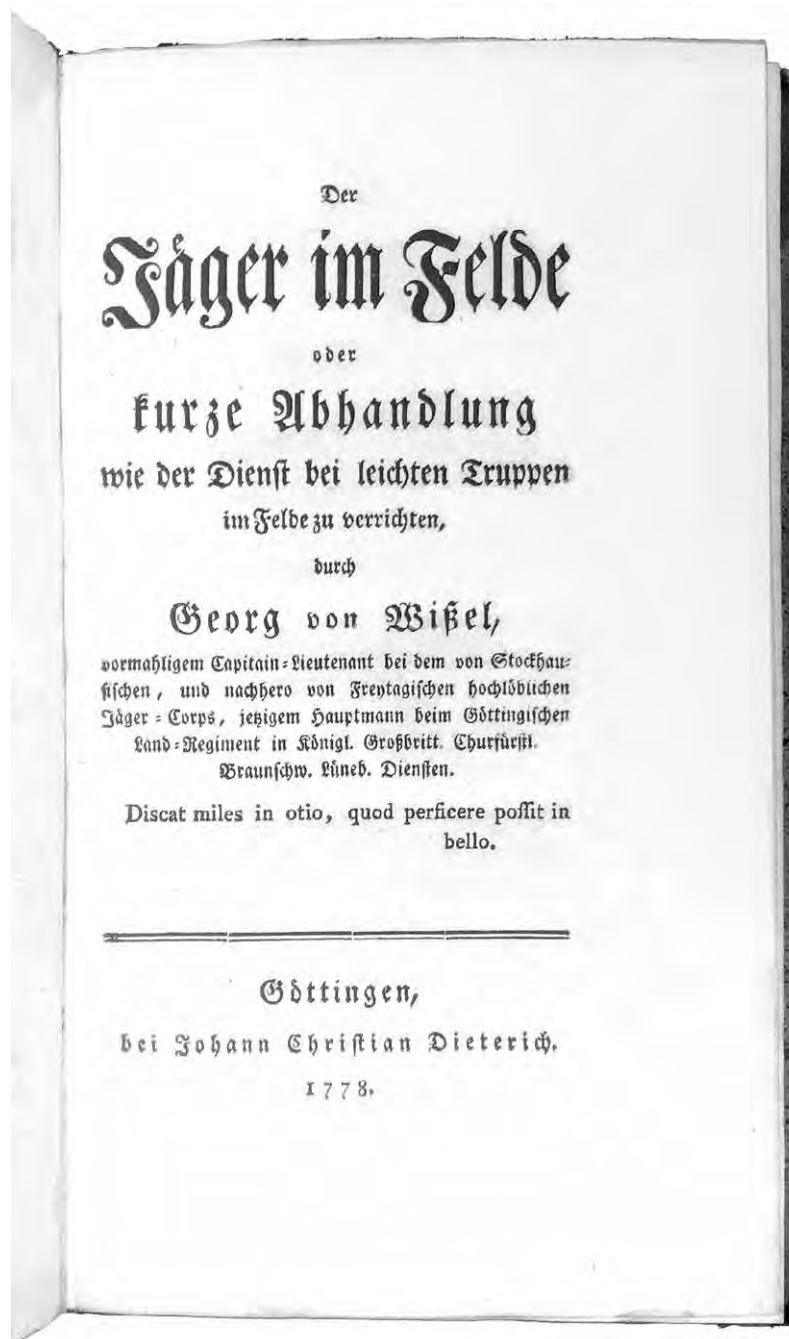 Der
Jäger im Felde
oder
kurze Abhandlung
wie der Dienst bei leichten Truppen
im Felde zu verrichten,
durch
Georg von Wißel,
vormahligem Capitain-Lieutenant bei dem von Stockhau-
sischen, und nachhero von Freytagischen hochlöblichen
Jäger-Corps, jetzigem Hauptmann beim Göttingischen
Land-Regiment in Königl. Großbritt. Churfürstl.
Braunschw. Lüneb. Diensten.
Discat miles in otio, quod perficere poſſit in
bello.
Göttingen,
bei Johann Christian Dieterich.
1778.